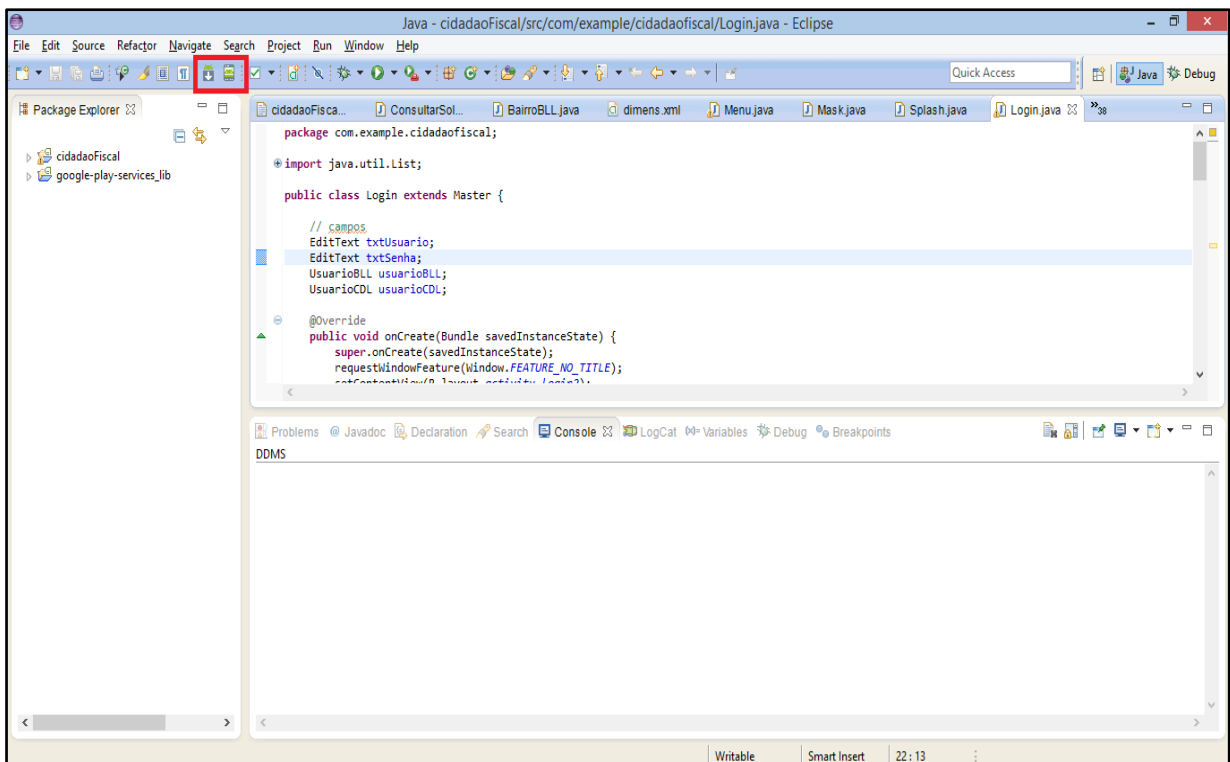 Java - cidadaoFiscal/src/com/example/cidadaofiscal/Login.java - Eclipse
File Edit Source Refactor Navigate Search Project Run Window Help
Quick Access
Java
Debug
Package Explorer
cidadaoFisca...
ConsultarSol...
BairroBLL.java
dimens.xml
Menu.java
Mask.java
Splash.java
Login.java
»38
cidadaoFiscal
google-play-services_lib
package com.example.cidadaofiscal;
import java.util.List;
public class Login extends Master {
// campos
EditText txtUsuario;
EditText txtSenha;
UsuarioBLL usuarioBLL;
UsuarioCDL usuarioCDL;
@Override
public void onCreate(Bundle savedInstanceState) {
super.onCreate(savedInstanceState);
requestWindowFeature(Window.FEATURE_NO_TITLE);
setContentView(R.layout.activity_login2);
Problems @ Javadoc Declaration Search Console LogCat (x)= Variables Debug Breakpoints
DDMS
Writable
Smart Insert
22 : 13